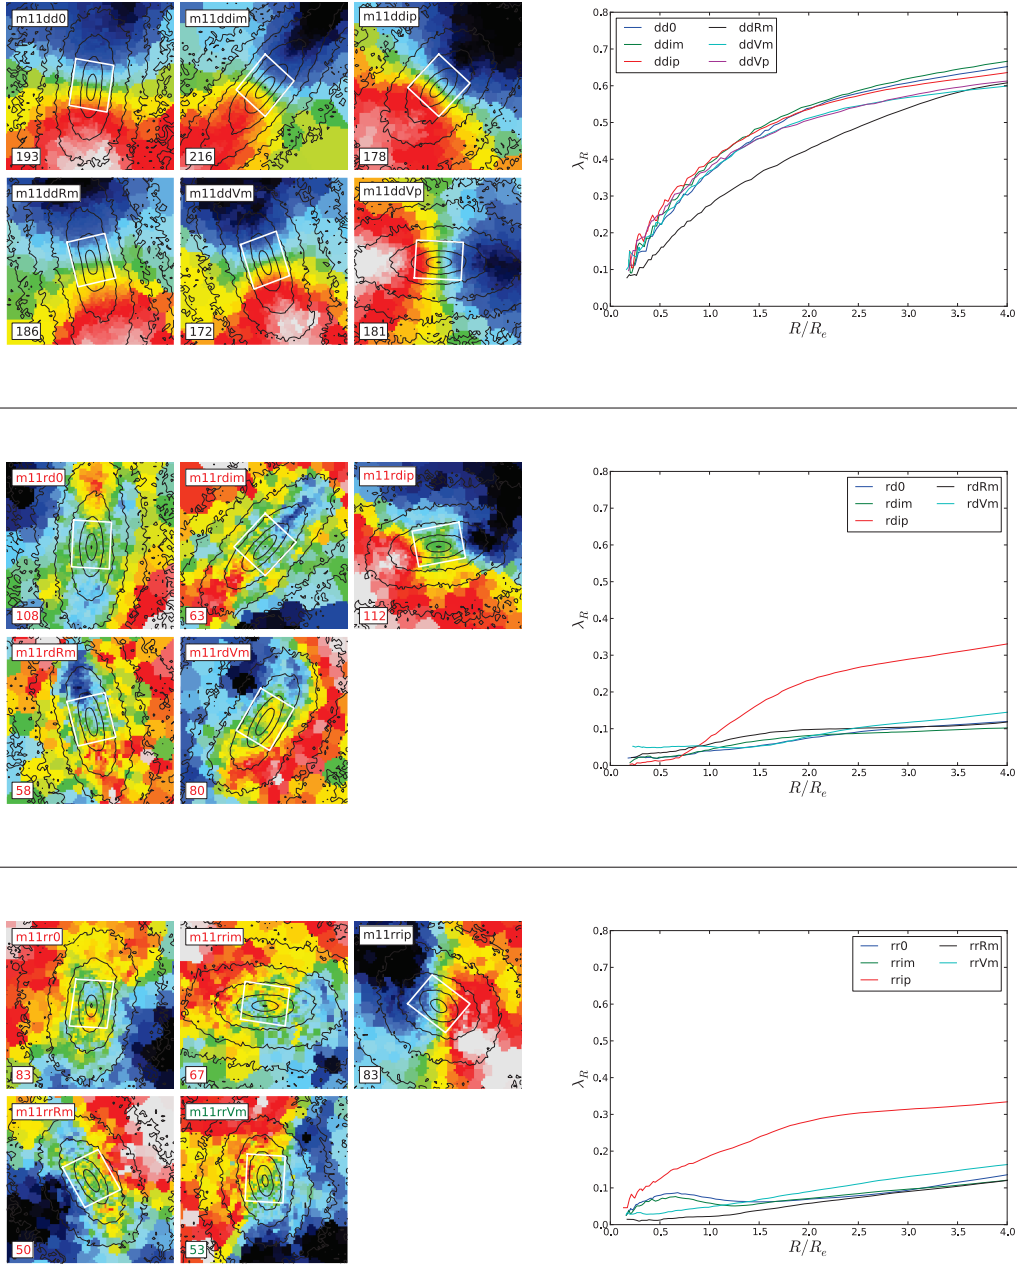 m11dd0 m11ddim m11ddip
193 216 178
m11ddRm m11ddVm m11ddVp
186 172 181
dd0 ddRm
ddim ddVm
ddip ddVp
0.8
0.7
0.6
0.5
0.4
0.3
0.2
0.1
0.0
λ_R
0.0 0.5 1.0 1.5 2.0 2.5 3.0 3.5 4.0
R/R_e
m11rd0 m11rdim m11rdip
108 63 112
m11rdRm m11rdVm
58 80
rd0 rdRm
rdim rdVm
rdip
0.8
0.7
0.6
0.5
0.4
0.3
0.2
0.1
0.0
λ_R
0.0 0.5 1.0 1.5 2.0 2.5 3.0 3.5 4.0
R/R_e
m11rr0 m11rrim m11rrip
83 67 83
m11rrRm m11rrVm
50 53
rr0 rrRm
rrim rrVm
rrip
0.8
0.7
0.6
0.5
0.4
0.3
0.2
0.1
0.0
λ_R
0.0 0.5 1.0 1.5 2.0 2.5 3.0 3.5 4.0
R/R_e